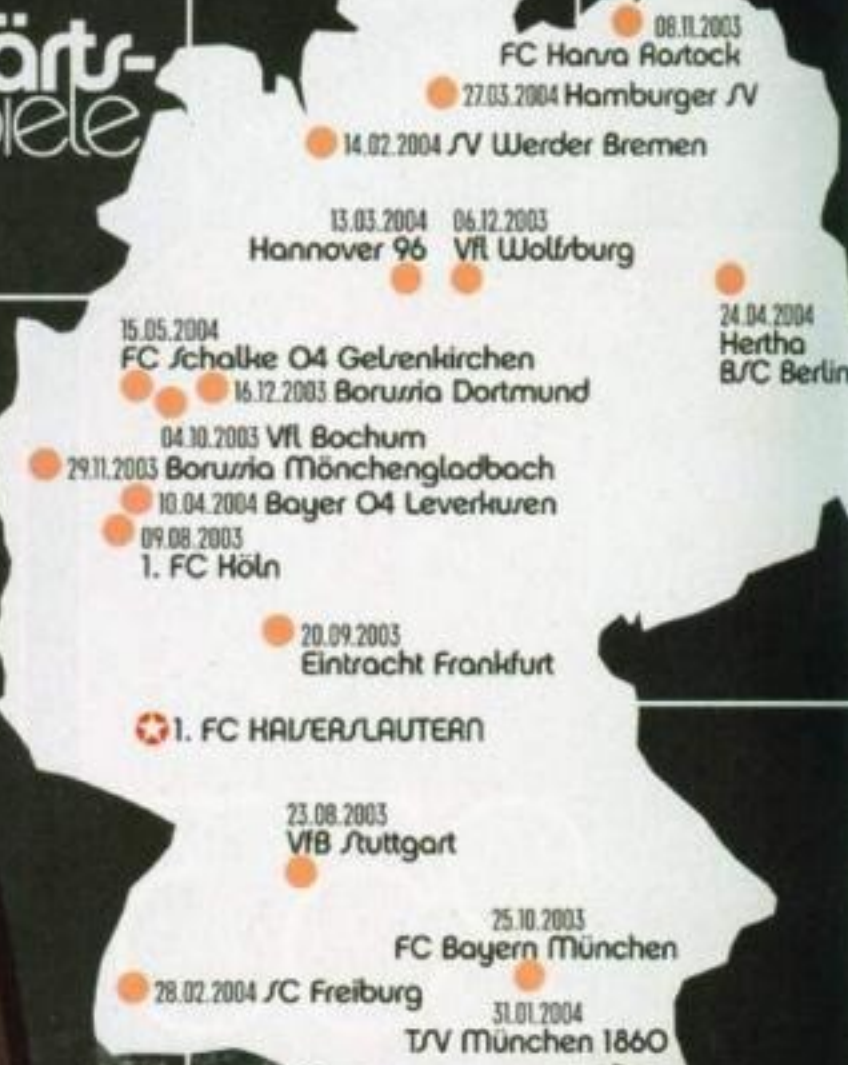 ärts-
piele
08.11.2003
FC Hansa Rostock
27.03.2004 Hamburger SV
14.02.2004 SV Werder Bremen
13.03.2004
Hannover 96
06.12.2003
Vfl Wolfsburg
24.04.2004
Hertha
BSC Berlin
15.05.2004
FC Schalke 04 Gelsenkirchen
16.12.2003 Borussia Dortmund
04.10.2003 Vfl Bochum
29.11.2003 Borussia Mönchengladbach
10.04.2004 Bayer 04 Leverkusen
09.08.2003
1. FC Köln
20.09.2003
Eintracht Frankfurt
1. FC KAISERSLAUTERN
23.08.2003
VfB Stuttgart
25.10.2003
FC Bayern München
28.02.2004 SC Freiburg
31.01.2004
TSV München 1860